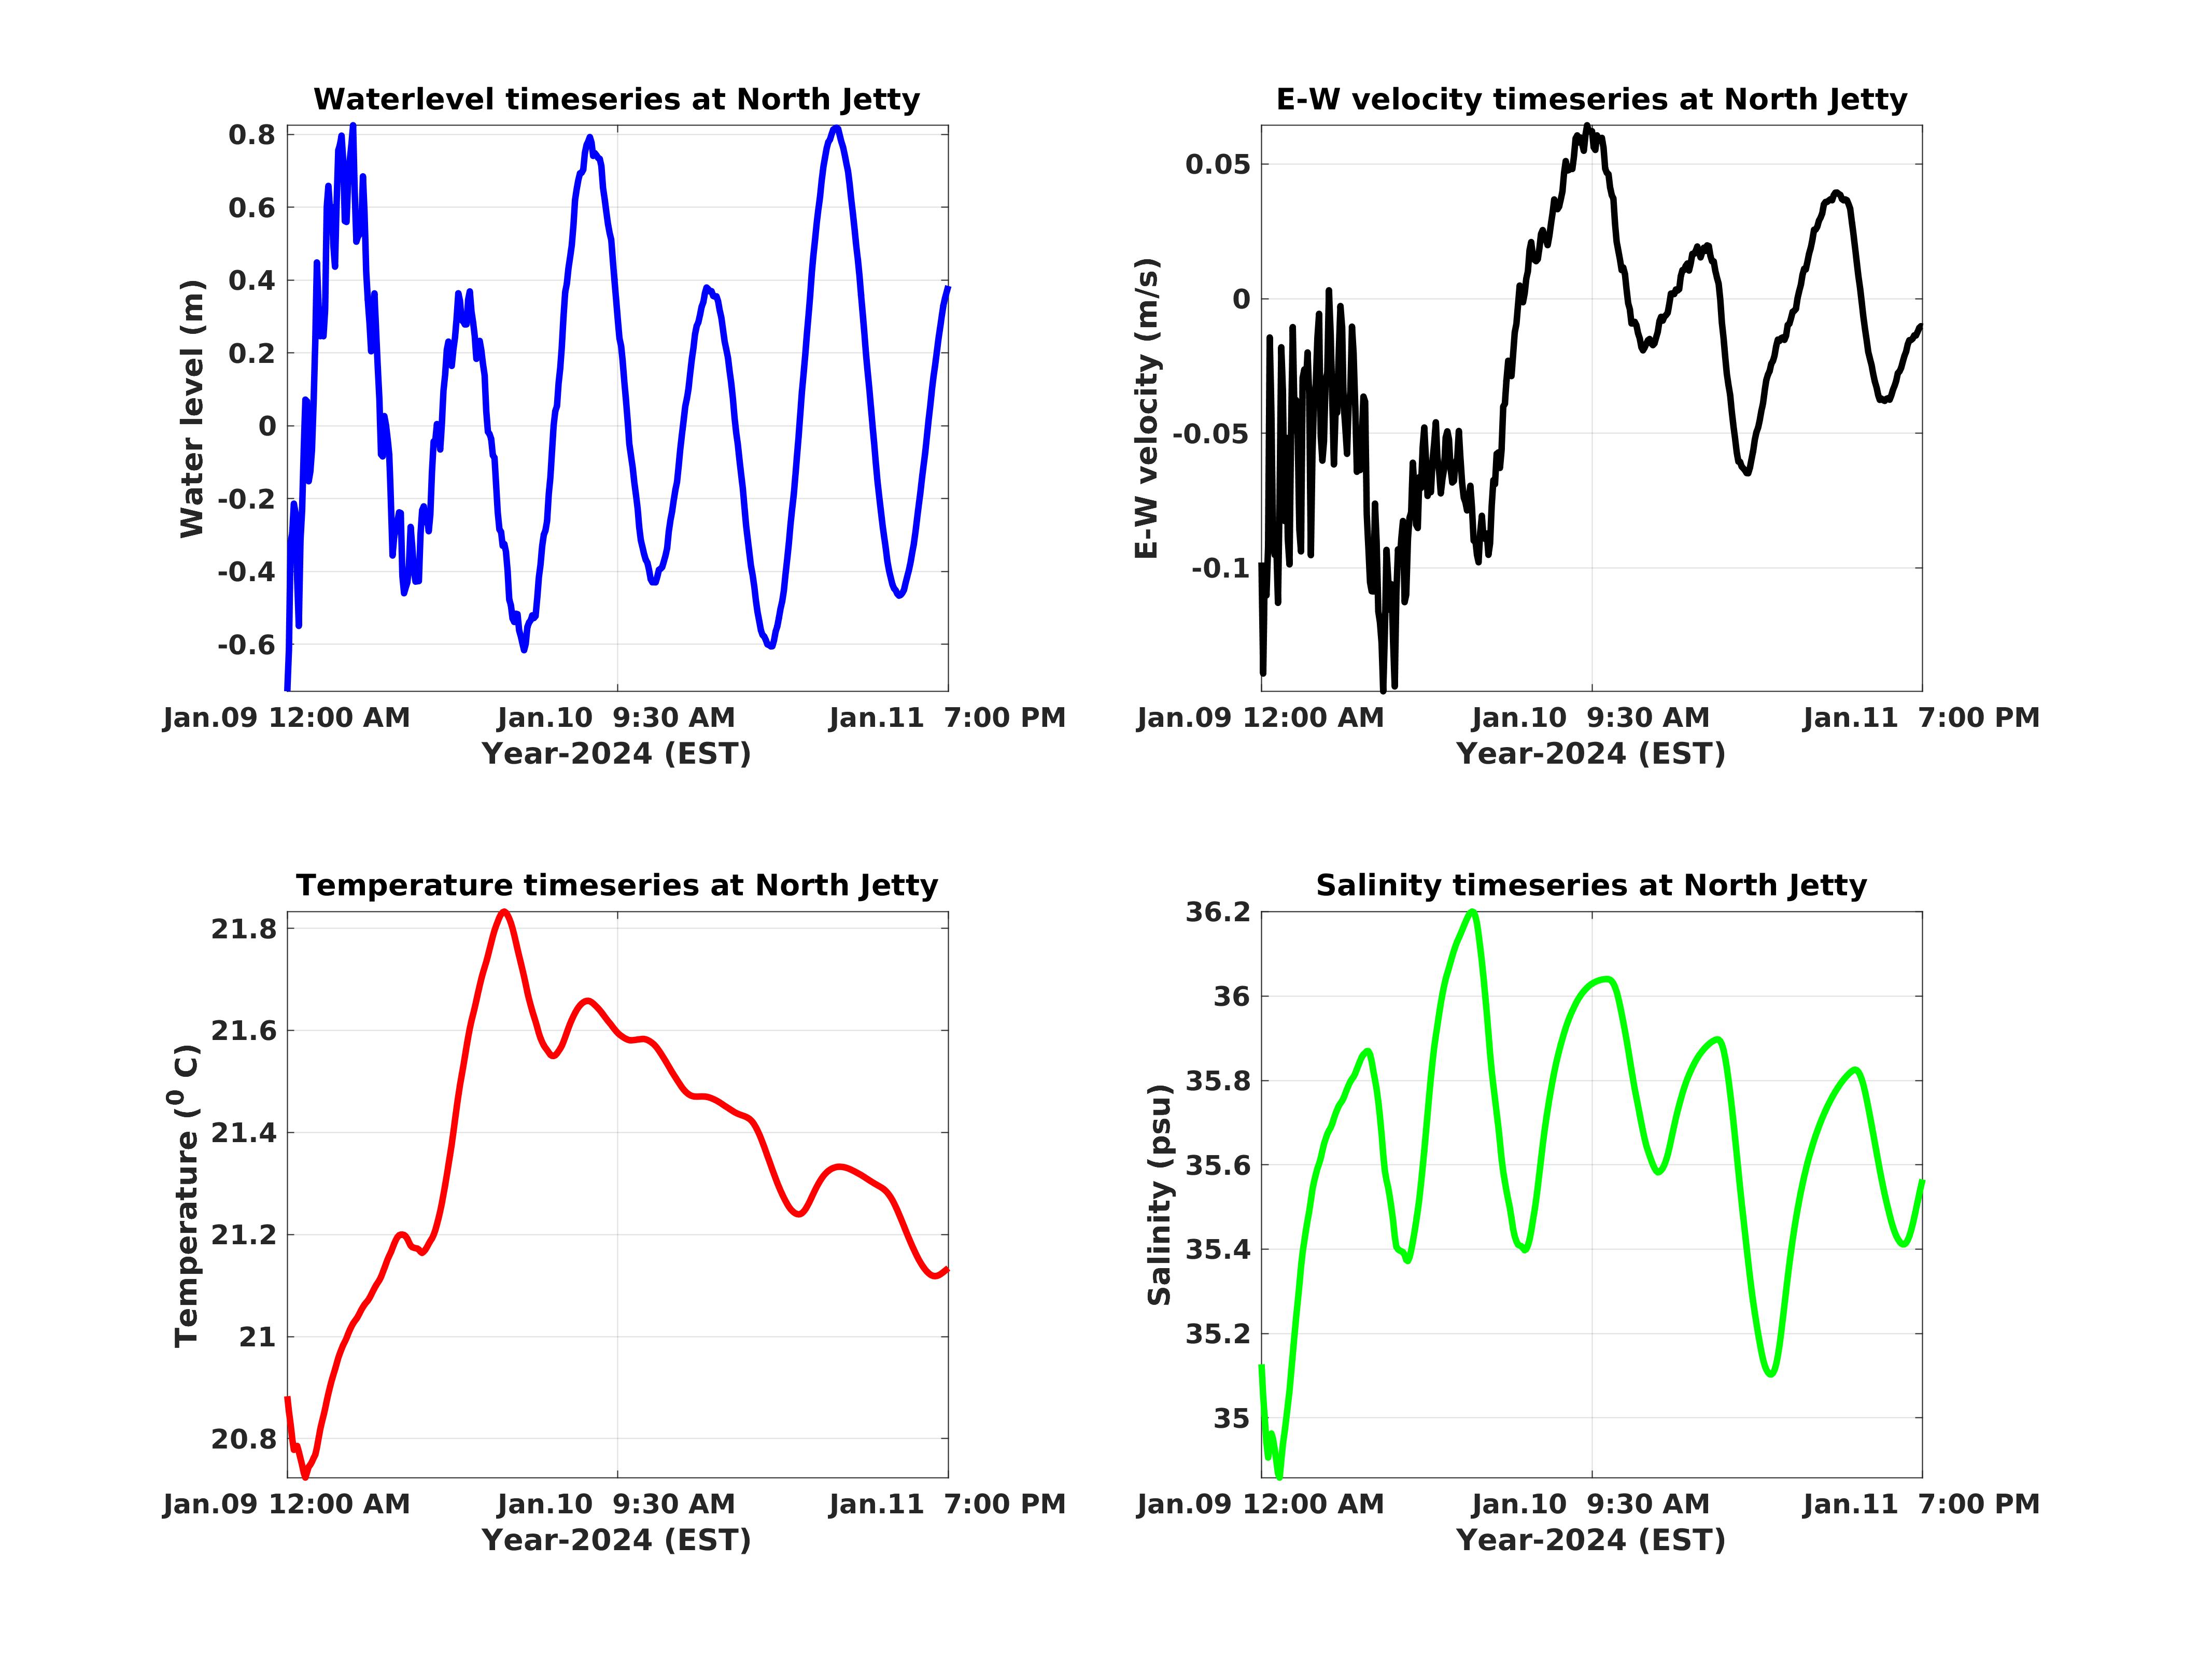 Waterlevel timeseries at North Jetty
0.8
0.6
0.4
0.2
0
-0.2
-0.4
-0.6
Water level (m)
Jan.09 12:00 AM Jan.10 9:30 AM Jan.11 7:00 PM
Year-2024 (EST)
E-W velocity timeseries at North Jetty
0.05
0
-0.05
-0.1
E-W velocity (m/s)
Jan.09 12:00 AM Jan.10 9:30 AM Jan.11 7:00 PM
Year-2024 (EST)
Temperature timeseries at North Jetty
21.8
21.6
21.4
21.2
21
20.8
Temperature (⁰ C)
Jan.09 12:00 AM Jan.10 9:30 AM Jan.11 7:00 PM
Year-2024 (EST)
Salinity timeseries at North Jetty
36.2
36
35.8
35.6
35.4
35.2
35
Salinity (psu)
Jan.09 12:00 AM Jan.10 9:30 AM Jan.11 7:00 PM
Year-2024 (EST)